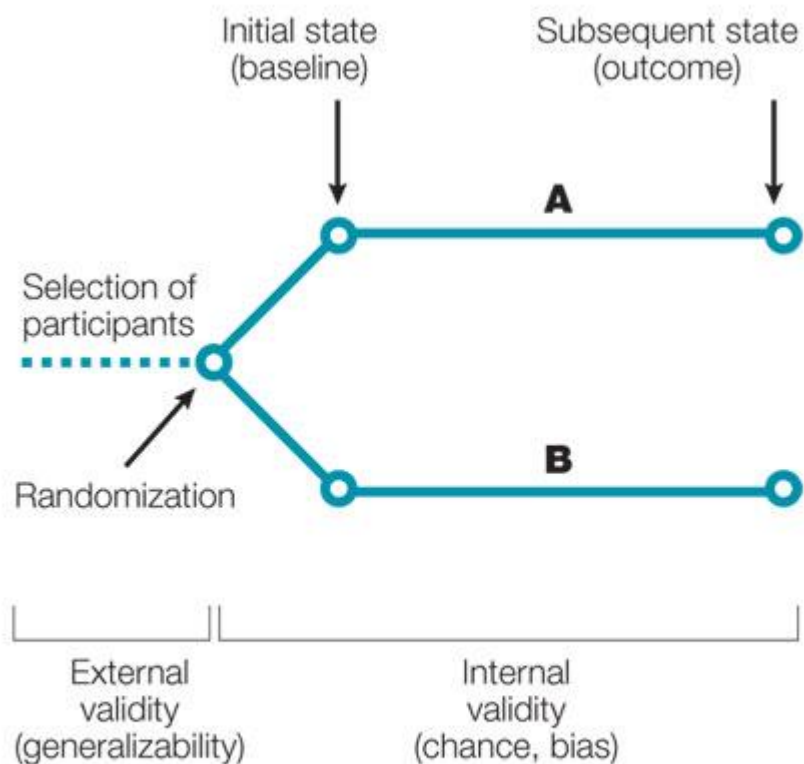 Initial state
(baseline)
Subsequent state
(outcome)
A
Selection of
participants
B
Randomization
External
validity
(generalizability)
Internal
validity
(chance, bias)